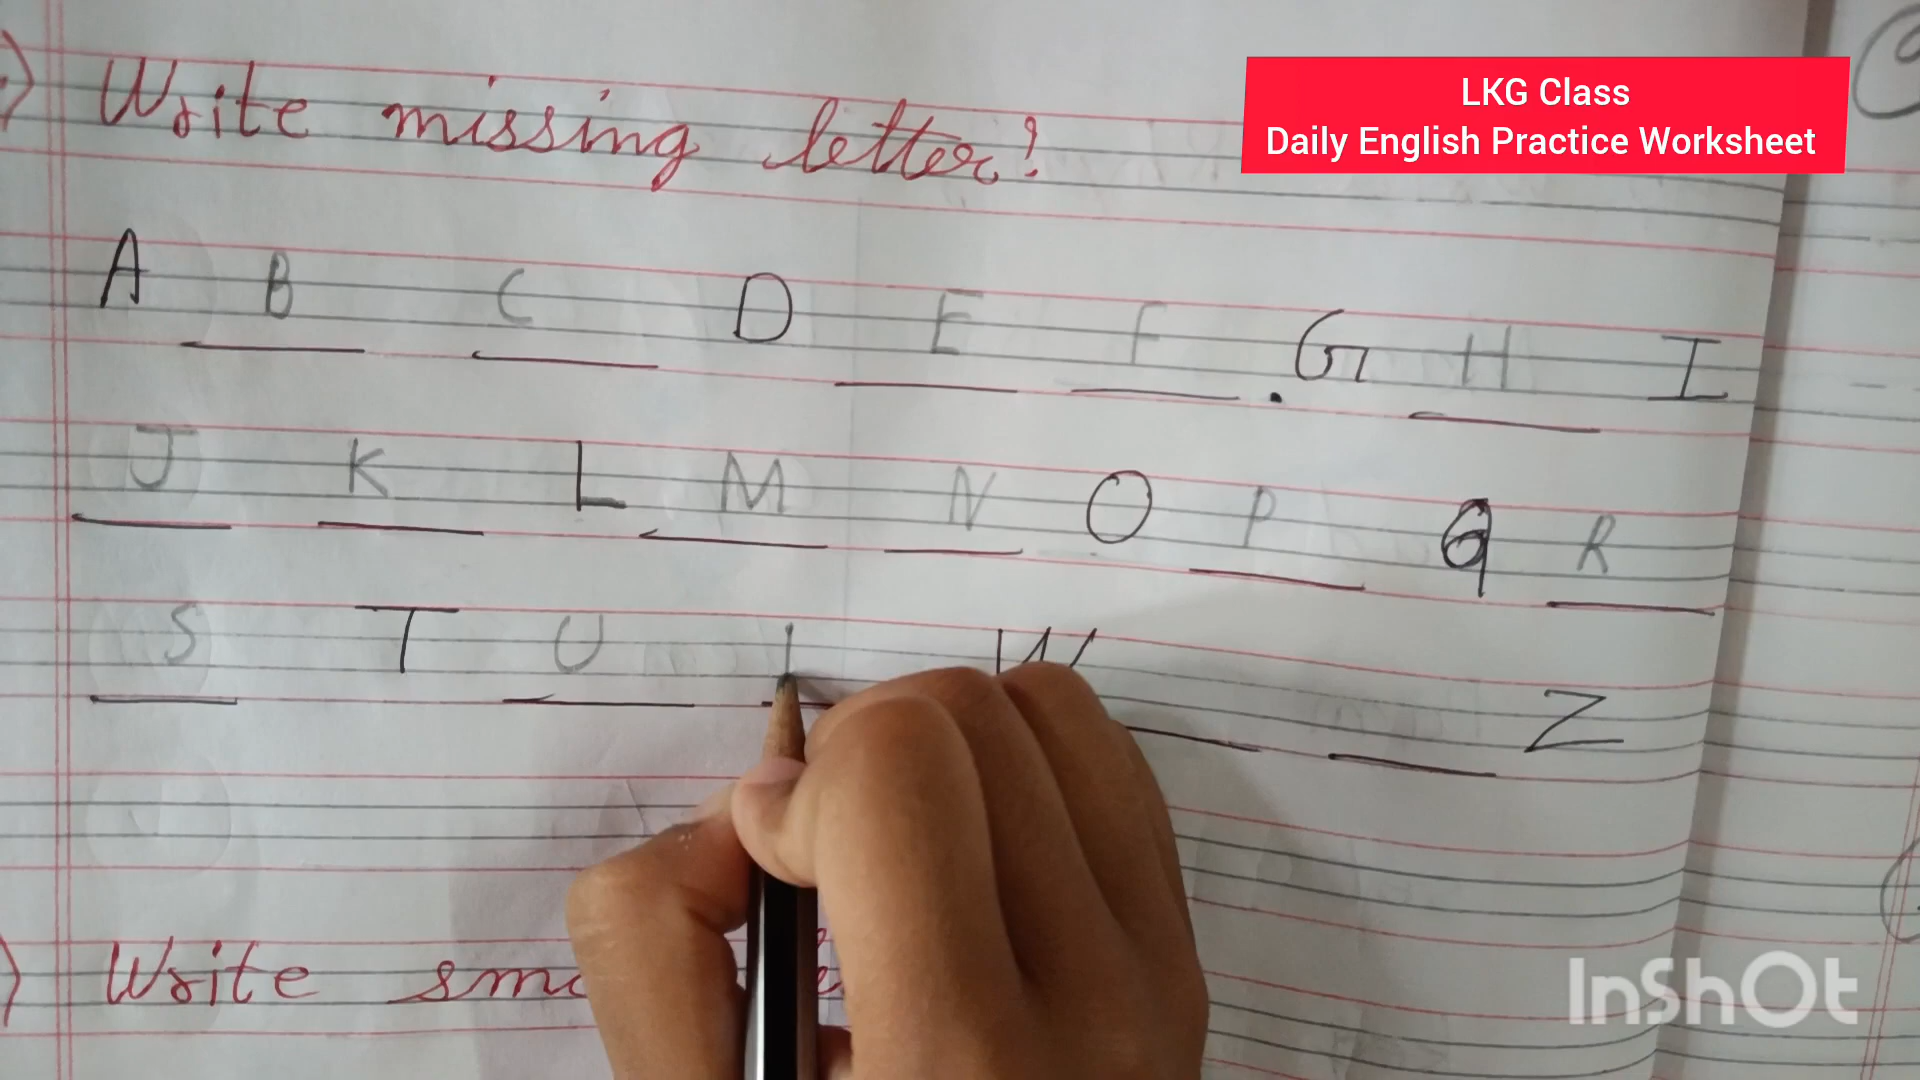 LKG Class
Daily English Practice Worksheet
Write missing letter!
A B C D E F . G H I
J K L M N O P Q R
S T U W Z
Write
InShOt